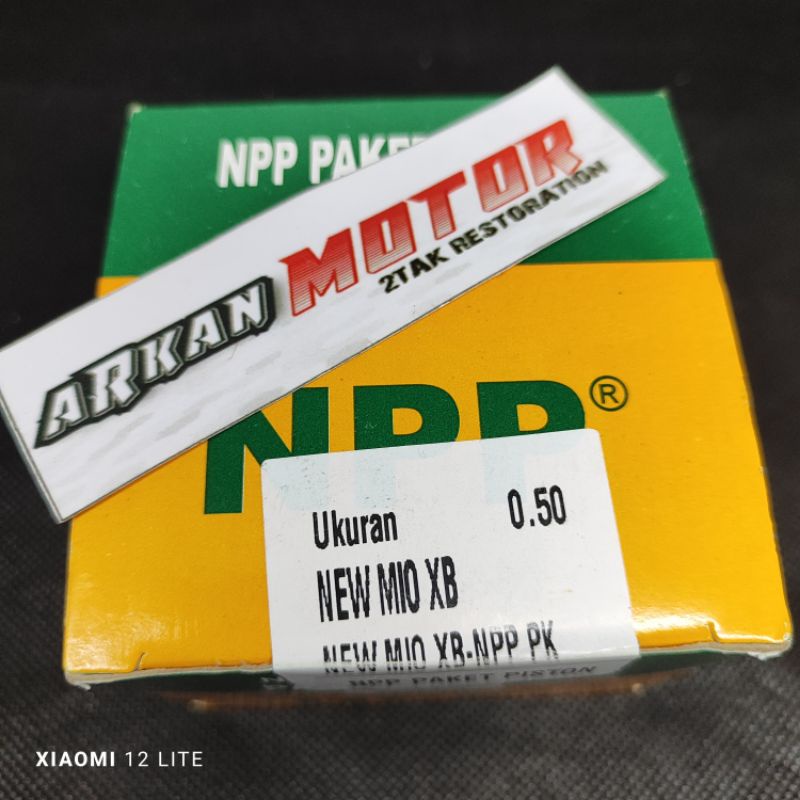 NPP PAKET
ARKAN MOTOR
2TAK RESTORATION
NPP®
Ukuran 0.50
NEW MIO XB
NEW MIO XB-NPP PK
NPP PAKET PISTON
XIAOMI 12 LITE